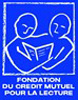 FONDATION
DU CREDIT MUTUEL
POUR LA LECTURE